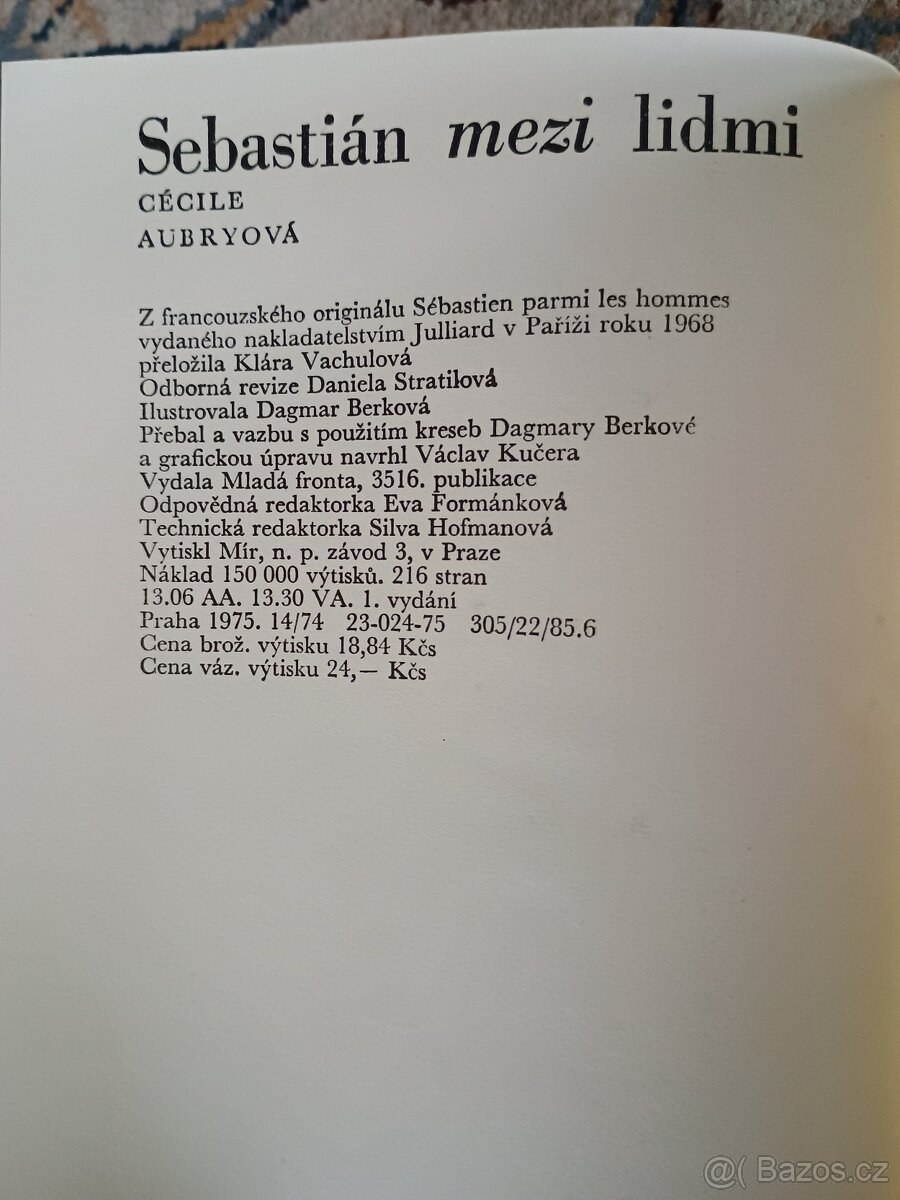 Sebastián mezi lidmi
CÉCILE
AUBRYOVÁ
Z francouzského originálu Sébastien parmi les hommes
vydaného nakladatelstvím Julliard v Paříži roku 1968
přeložila Klára Vachulová
Odborná revize Daniela Stratilová
Ilustrovala Dagmar Berková
Přebal a vazbu s použitím kreseb Dagmary Berkové
a grafickou úpravu navrhl Václav Kučera
Vydala Mladá fronta, 3516. publikace
Odpovědná redaktorka Eva Formánková
Technická redaktorka Silva Hofmanová
Vytiskl Mír, n. p. závod 3, v Praze
Náklad 150 000 výtisků. 216 stran
13.06 AA. 13.30 VA. 1. vydání
Praha 1975. 14/74 23-024-75 305/22/85.6
Cena brož. výtisku 18,84 Kčs
Cena váz. výtisku 24,— Kčs
@( Bazos.cz